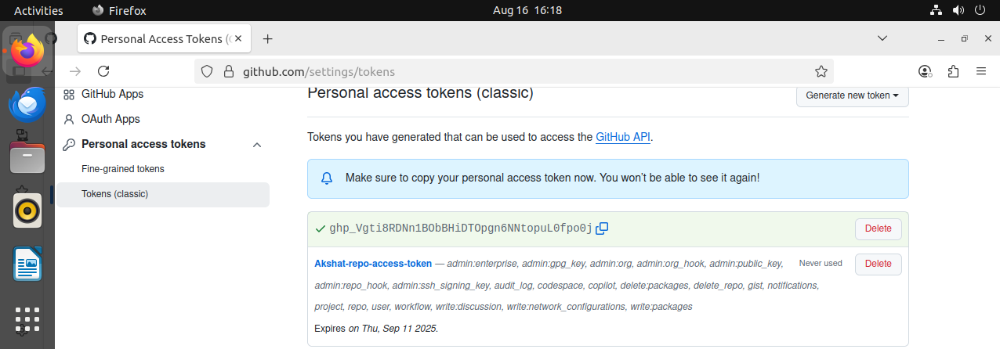 Activities Firefox Aug 16 16:18
Personal Access Tokens (
github.com/settings/tokens
GitHub Apps
OAuth Apps
Personal access tokens
Fine-grained tokens
Tokens (classic)
Personal access tokens (classic)
Generate new token
Tokens you have generated that can be used to access the GitHub API.
Make sure to copy your personal access token now. You won't be able to see it again!
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 Delete
Akshat-repo-access-token — admin:enterprise, admin:gpg_key, admin:org, admin:org_hook, admin:public_key, Never used Delete
admin:repo_hook, admin:ssh_signing_key, audit_log, codespace, copilot, delete:packages, delete_repo, gist, notifications,
project, repo, user, workflow, write:discussion, write:network_configurations, write:packages
Expires on Thu, Sep 11 2025.